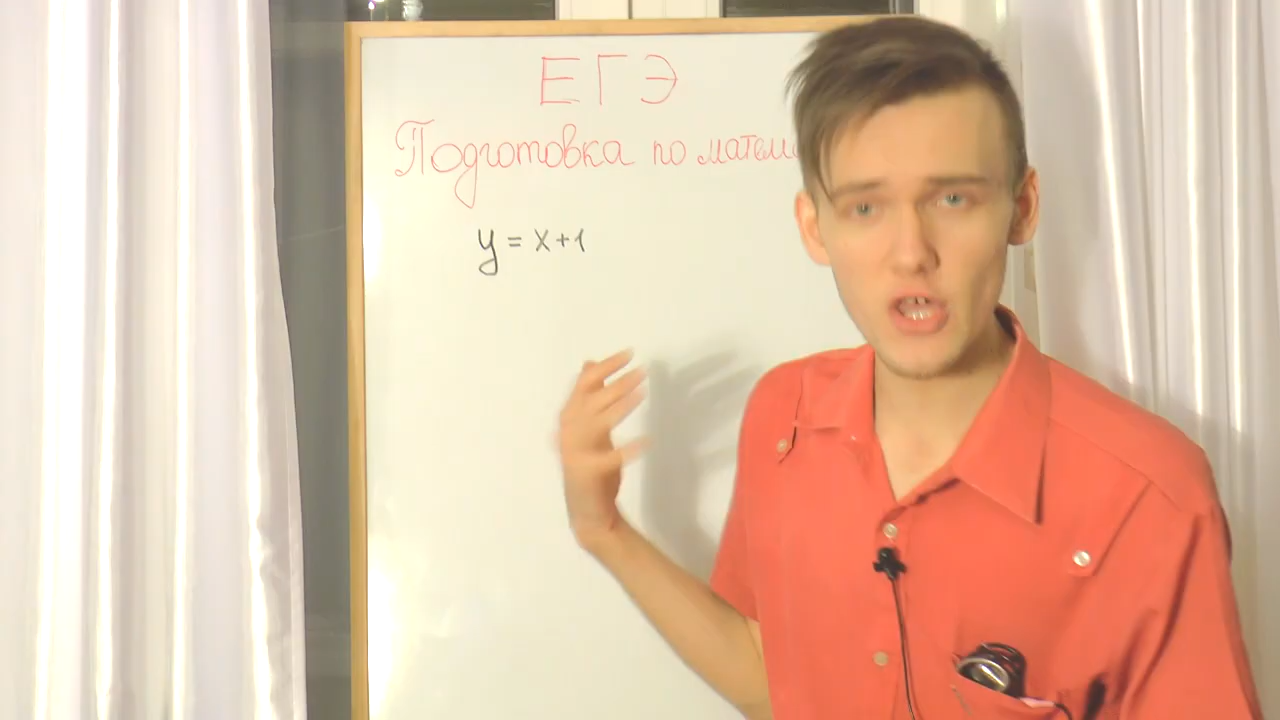 ЕГЭ
Подготовка по
y = x + 1